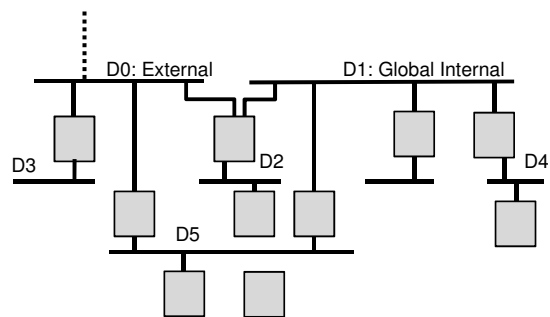 D0: External
D1: Global Internal
D3
D2
D4
D5